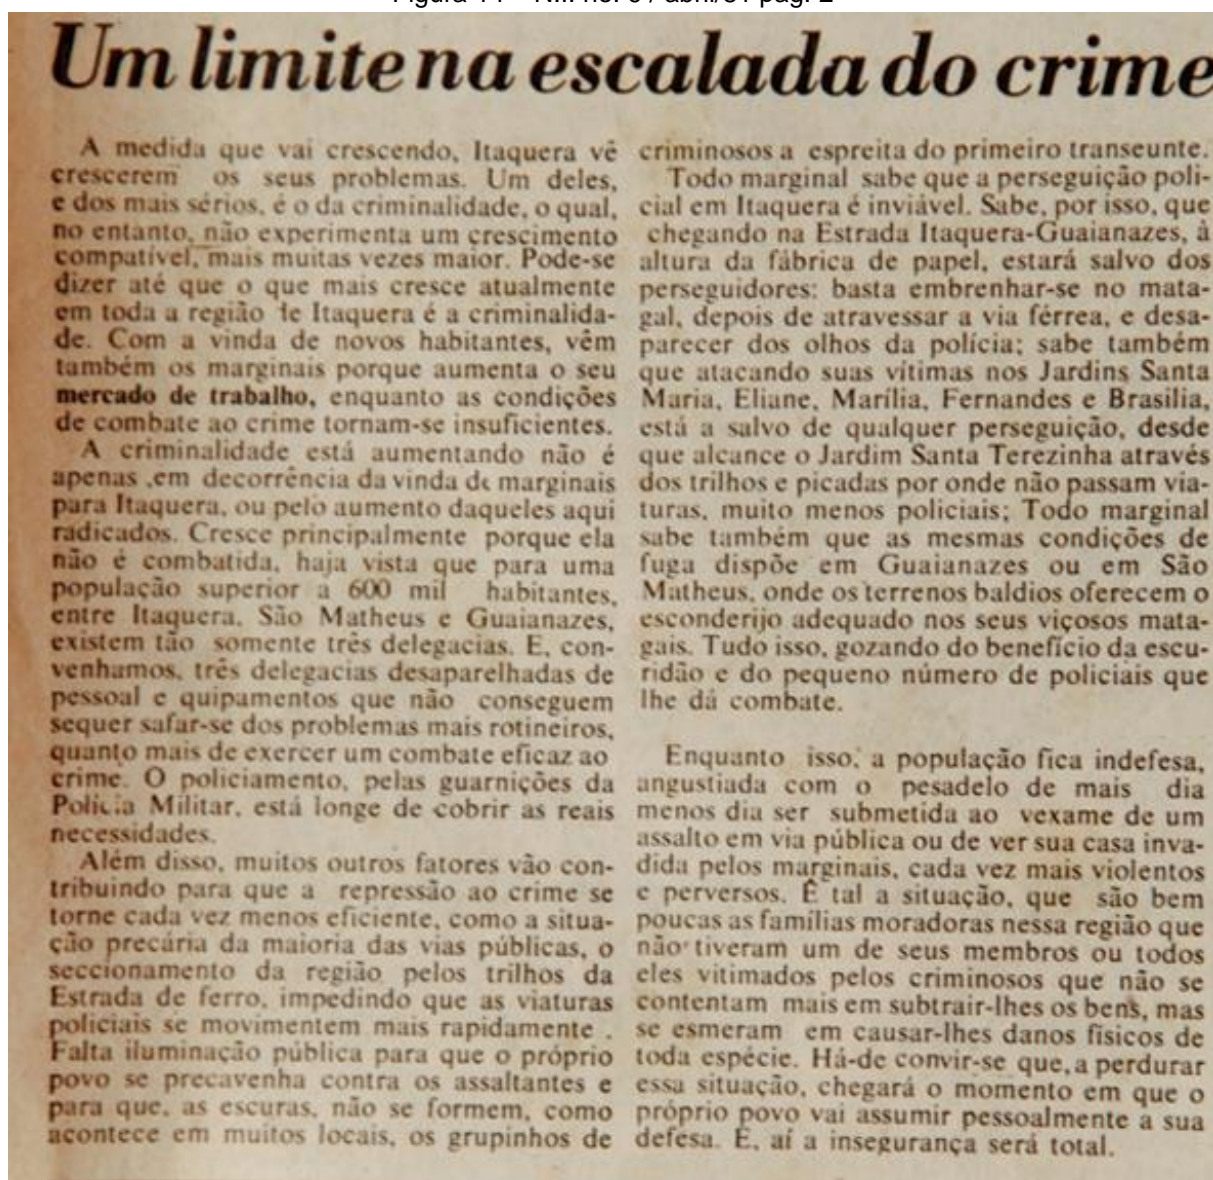 Um limite na escalada do crime
A medida que vai crescendo, Itaquera vê
crescerem os seus problemas. Um deles,
e dos mais sérios, é o da criminalidade, o qual,
no entanto, não experimenta um crescimento
compatível, mais muitas vezes maior. Pode-se
dizer até que o que mais cresce atualmente
em toda a região de Itaquera é a criminalida-
de. Com a vinda de novos habitantes, vêm
também os marginais porque aumenta o seu
mercado de trabalho, enquanto as condições
de combate ao crime tornam-se insuficientes.
A criminalidade está aumentando não é
apenas .em decorrência da vinda de marginais
para Itaquera, ou pelo aumento daqueles aqui
radicados. Cresce principalmente porque ela
não é combatida, haja vista que para uma
população superior a 600 mil habitantes,
entre Itaquera, São Matheus e Guaianazes,
existem tão somente três delegacias. E, con-
venhamos, três delegacias desaparelhadas de
pessoal e quipamentos que não conseguem
sequer safar-se dos problemas mais rotineiros,
quanto mais de exercer um combate eficaz ao
crime. O policiamento, pelas guarnições da
Polícia Militar, está longe de cobrir as reais
necessidades.
Além disso, muitos outros fatores vão con-
tribuindo para que a repressão ao crime se
torne cada vez menos eficiente, como a situa-
ção precária da maioria das vias públicas, o
seccionamento da região pelos trilhos da
Estrada de ferro, impedindo que as viaturas
policiais se movimentem mais rapidamente .
Falta iluminação pública para que o próprio
povo se precavenha contra os assaltantes e
para que, as escuras, não se formem, como
acontece em muitos locais, os grupinhos de
criminosos a espreita do primeiro transeunte.
Todo marginal sabe que a perseguição poli-
cial em Itaquera é inviável. Sabe, por isso, que
chegando na Estrada Itaquera-Guaianazes, à
altura da fábrica de papel, estará salvo dos
perseguidores: basta embrenhar-se no mata-
gal, depois de atravessar a via férrea, e desa-
parecer dos olhos da polícia; sabe também
que atacando suas vítimas nos Jardins Santa
Maria, Eliane, Marília, Fernandes e Brasilia,
está a salvo de qualquer perseguição, desde
que alcance o Jardim Santa Terezinha através
dos trilhos e picadas por onde não passam via-
turas, muito menos policiais; Todo marginal
sabe também que as mesmas condições de
fuga dispõe em Guaianazes ou em São
Matheus, onde os terrenos baldios oferecem o
esconderijo adequado nos seus viçosos mata-
gais. Tudo isso, gozando do benefício da escu-
ridão e do pequeno número de policiais que
lhe dá combate.
Enquanto isso, a população fica indefesa,
angustiada com o pesadelo de mais dia
menos dia ser submetida ao vexame de um
assalto em via pública ou de ver sua casa inva-
dida pelos marginais, cada vez mais violentos
e perversos. É tal a situação, que são bem
poucas as famílias moradoras nessa região que
não tiveram um de seus membros ou todos
eles vitimados pelos criminosos que não se
contentam mais em subtrair-lhes os bens, mas
se esmeram em causar-lhes danos físicos de
toda espécie. Há-de convir-se que, a perdurar
essa situação, chegará o momento em que o
próprio povo vai assumir pessoalmente a sua
defesa. E, aí a insegurança será total.